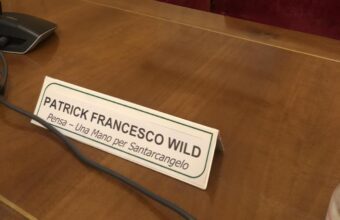 PATRICK FRANCESCO WILD
Pensa – Una Mano per Santarcangelo